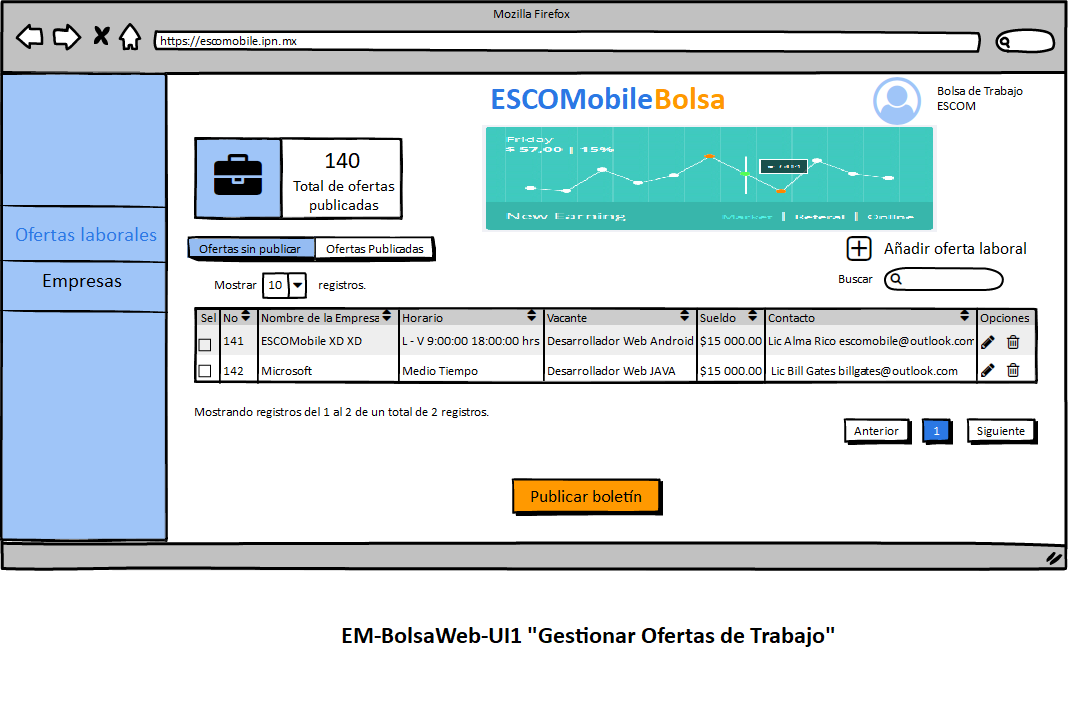 Mozilla Firefox
https://escomobile.ipn.mx
ESCOMobileBolsa
Bolsa de Trabajo
ESCOM
140
Total de ofertas
publicadas
Friday
$ 57,00 | 15%
New Earning
Marker | Referal | Online
Ofertas laborales
Empresas
Ofertas sin publicar
Ofertas Publicadas
Añadir oferta laboral
Mostrar 10 registros.
Buscar
Sel No Nombre de la Empresa Horario Vacante Sueldo Contacto Opciones
141 ESCOMobile XD XD L - V 9:00:00 18:00:00 hrs Desarrollador Web Android $15 000.00 Lic Alma Rico escomobile@outlook.com
142 Microsoft Medio Tiempo Desarrollador Web JAVA $15 000.00 Lic Bill Gates billgates@outlook.com
Mostrando registros del 1 al 2 de un total de 2 registros.
Anterior 1 Siguiente
Publicar boletín
EM-BolsaWeb-UI1 "Gestionar Ofertas de Trabajo"